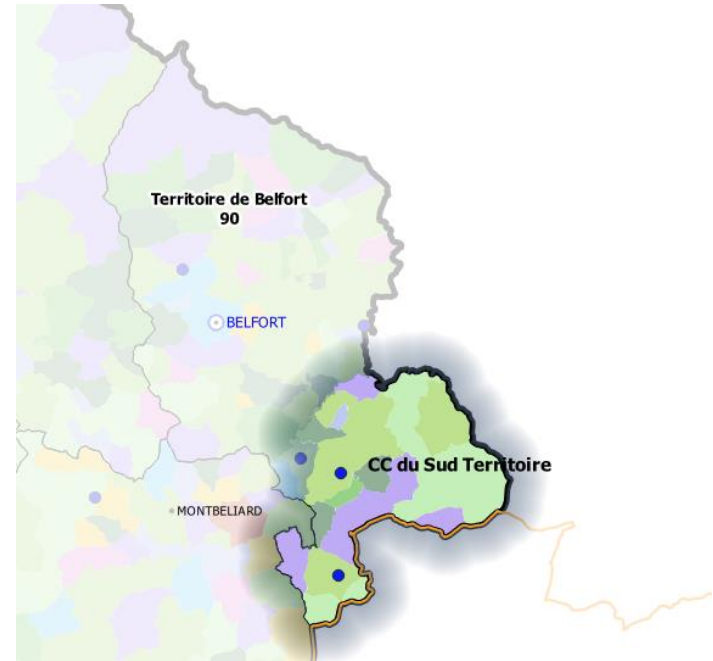 Territoire de Belfort
90
BELFORT
CC du Sud Territoire
MONTBELIARD